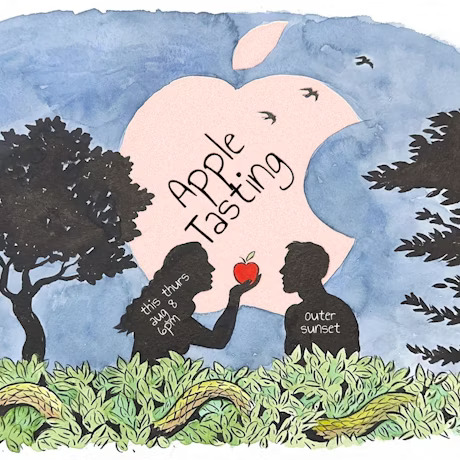 Apple
Tasting
this thurs
aug 8
6pm
outer
sunset